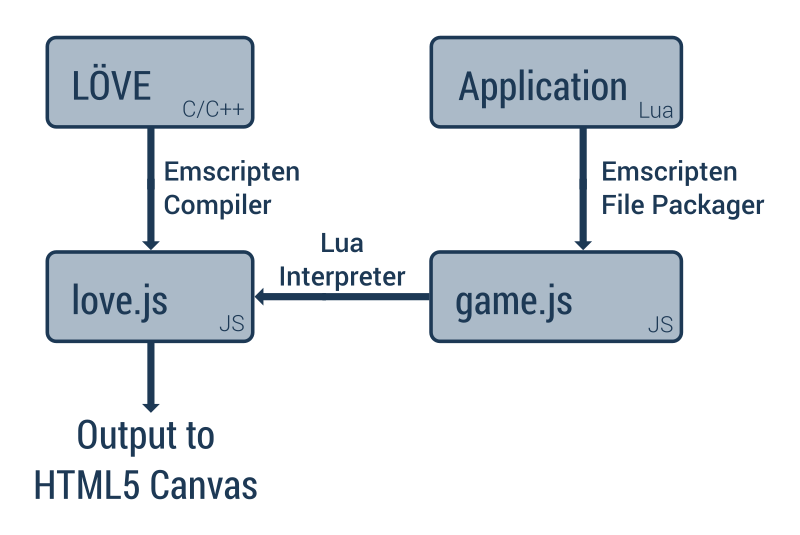 LÖVE
C/C++
Application
Lua
Emscripten
Compiler
Emscripten
File Packager
Lua
Interpreter
love.js
JS
game.js
JS
Output to
HTML5 Canvas